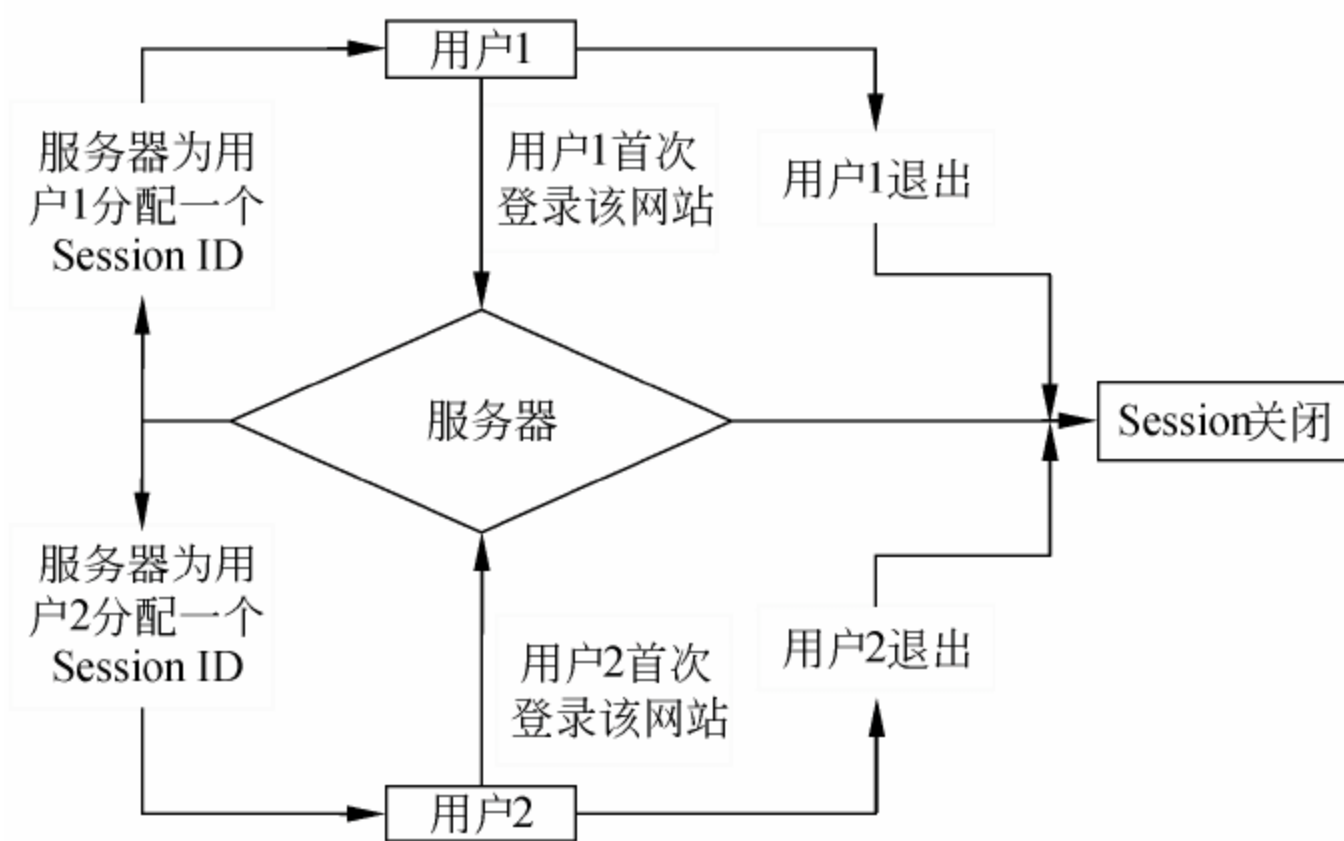 用户1
服务器为用
户1分配一个
Session ID
用户1首次
登录该网站
用户1退出
服务器
Session关闭
服务器为用
户2分配一个
Session ID
用户2首次
登录该网站
用户2退出
用户2